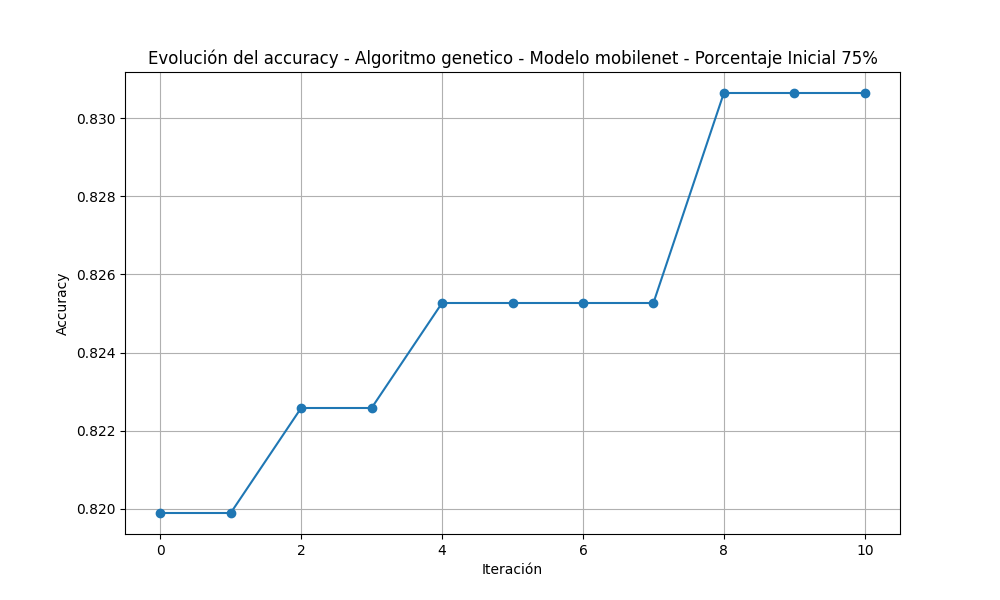 Evolución del accuracy - Algoritmo genetico - Modelo mobilenet - Porcentaje Inicial 75%
0.830
0.828
0.826
0.824
0.822
0.820
Accuracy
0 2 4 6 8 10
Iteración